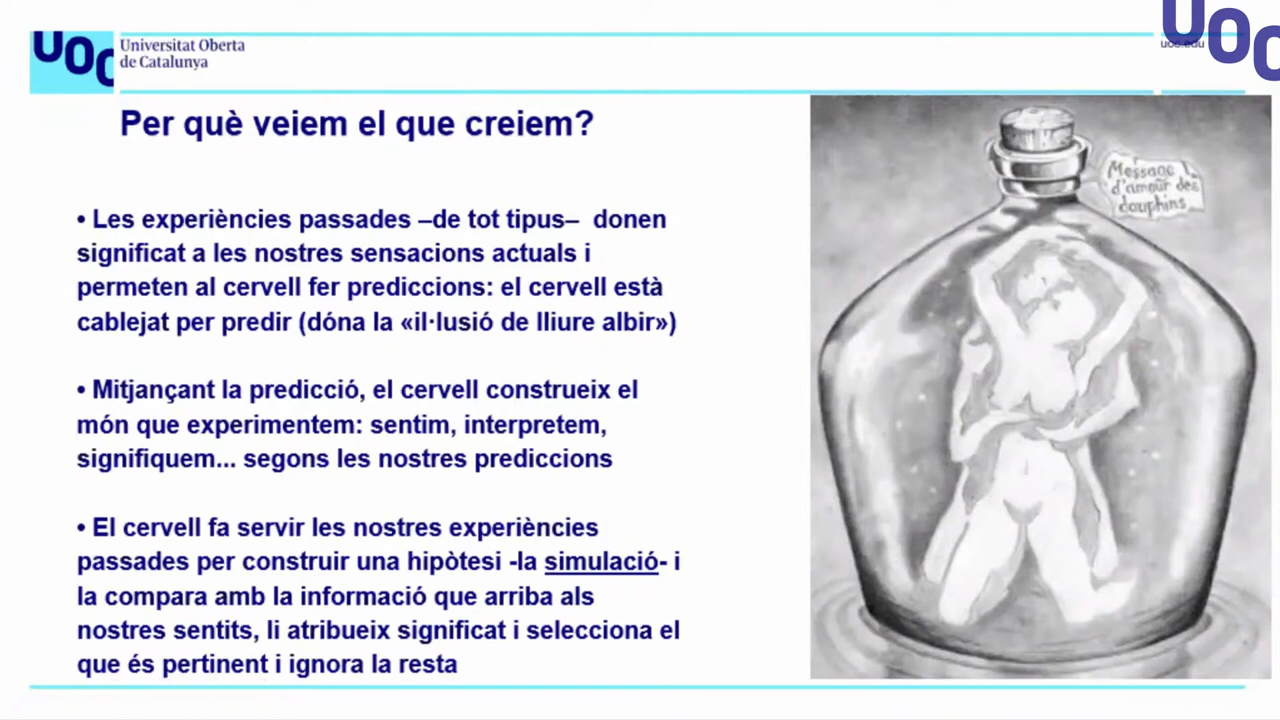 UOC
Universitat Oberta
de Catalunya
uoc.edu
UOC
Per què veiem el que creiem?
• Les experiències passades –de tot tipus– donen
significat a les nostres sensacions actuals i
permeten al cervell fer prediccions: el cervell està
cablejat per predir (dóna la «il·lusió de lliure albir»)
• Mitjançant la predicció, el cervell construeix el
món que experimentem: sentim, interpretem,
signifiquem... segons les nostres prediccions
• El cervell fa servir les nostres experiències
passades per construir una hipòtesi -la simulació- i
la compara amb la informació que arriba als
nostres sentits, li atribueix significat i selecciona el
que és pertinent i ignora la resta
Message
d'amour des
dauphins